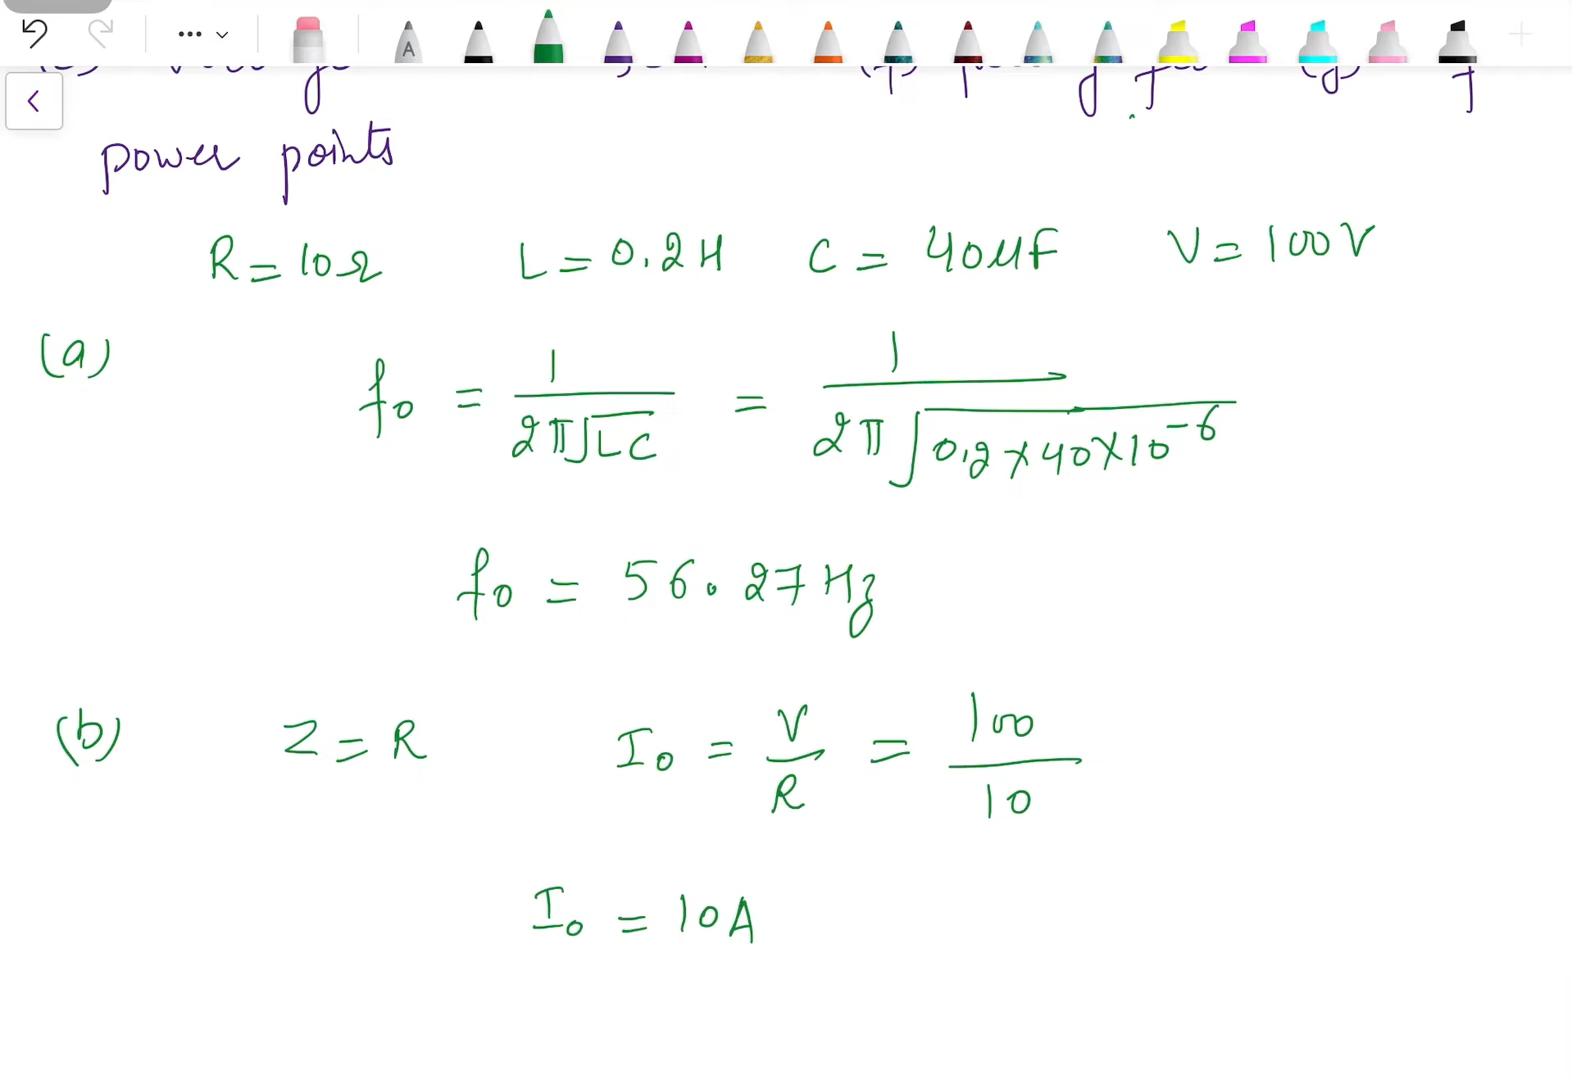 A
power points
R = 10Ω L = 0.2H C = 40μF V = 100V
(a)
f₀ = 1/(2π√LC) = 1/(2π√(0.2×40×10⁻⁶))
f₀ = 56.27 Hz
(b) Z = R I₀ = V/R = 100/10
I₀ = 10A